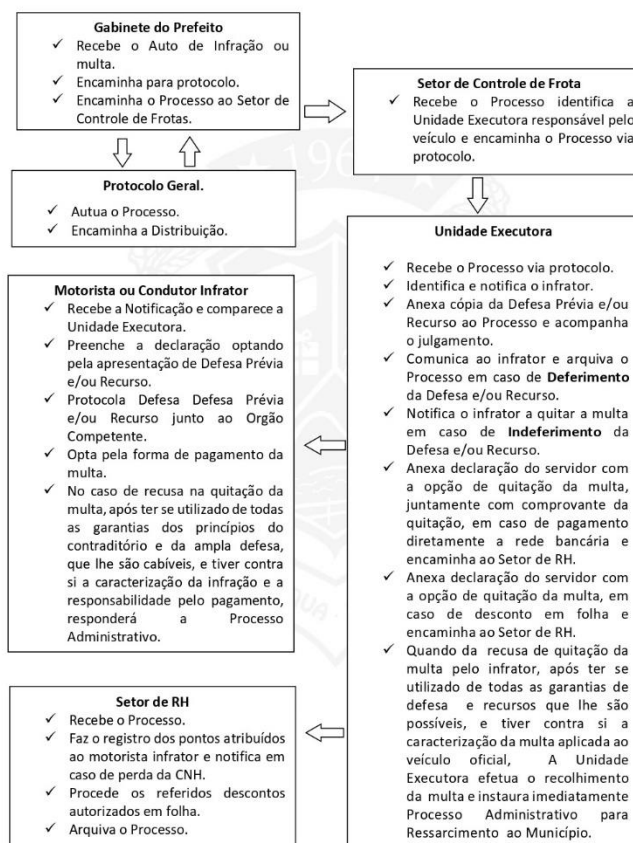 Gabinete do Prefeito
✓ Recebe o Auto de Infração ou
multa.
✓ Encaminha para protocolo.
✓ Encaminha o Processo ao Setor de
Controle de Frotas.
Setor de Controle de Frota
✓ Recebe o Processo identifica a
Unidade Executora responsável pelo
veículo e encaminha o Processo via
protocolo.
Protocolo Geral.
✓ Autua o Processo.
✓ Encaminha a Distribuição.
Unidade Executora
✓ Recebe o Processo via protocolo.
✓ Identifica e notifica o infrator.
✓ Anexa cópia da Defesa Prévia e/ou
Recurso ao Processo e acompanha
o julgamento.
✓ Comunica ao infrator e arquiva o
Processo em caso de Deferimento
da Defesa e/ou Recurso.
✓ Notifica o infrator a quitar a multa
em caso de Indeferimento da
Defesa e/ou Recurso.
✓ Anexa declaração do servidor com
a opção de quitação da multa,
juntamente com comprovante da
quitação, em caso de pagamento
diretamente a rede bancária e
encaminha ao Setor de RH.
✓ Anexa declaração do servidor com
a opção de quitação da multa, em
caso de desconto em folha e
encaminha ao Setor de RH.
✓ Quando da recusa de quitação da
multa pelo infrator, após ter se
utilizado de todas as garantias de
defesa e recursos que lhe são
possíveis, e tiver contra si a
caracterização da multa aplicada ao
veículo oficial, A Unidade
Executora efetua o recolhimento
da multa e instaura imediatamente
Processo Administrativo para
Ressarcimento ao Município.
Motorista ou Condutor Infrator
✓ Recebe a Notificação e comparece a
Unidade Executora.
✓ Preenche a declaração optando
pela apresentação de Defesa Prévia
e/ou Recurso.
✓ Protocola Defesa Defesa Prévia
e/ou Recurso junto ao Orgão
Competente.
✓ Opta pela forma de pagamento da
multa.
✓ No caso de recusa na quitação da
multa, após ter se utilizado de todas
as garantias dos princípios do
contraditório e da ampla defesa,
que lhe são cabíveis, e tiver contra
si a caracterização da infração e a
responsabilidade pelo pagamento,
responderá a Processo
Administrativo.
Setor de RH
✓ Recebe o Processo.
✓ Faz o registro dos pontos atribuídos
ao motorista infrator e notifica em
caso de perda da CNH.
✓ Procede os referidos descontos
autorizados em folha.
✓ Arquiva o Processo.